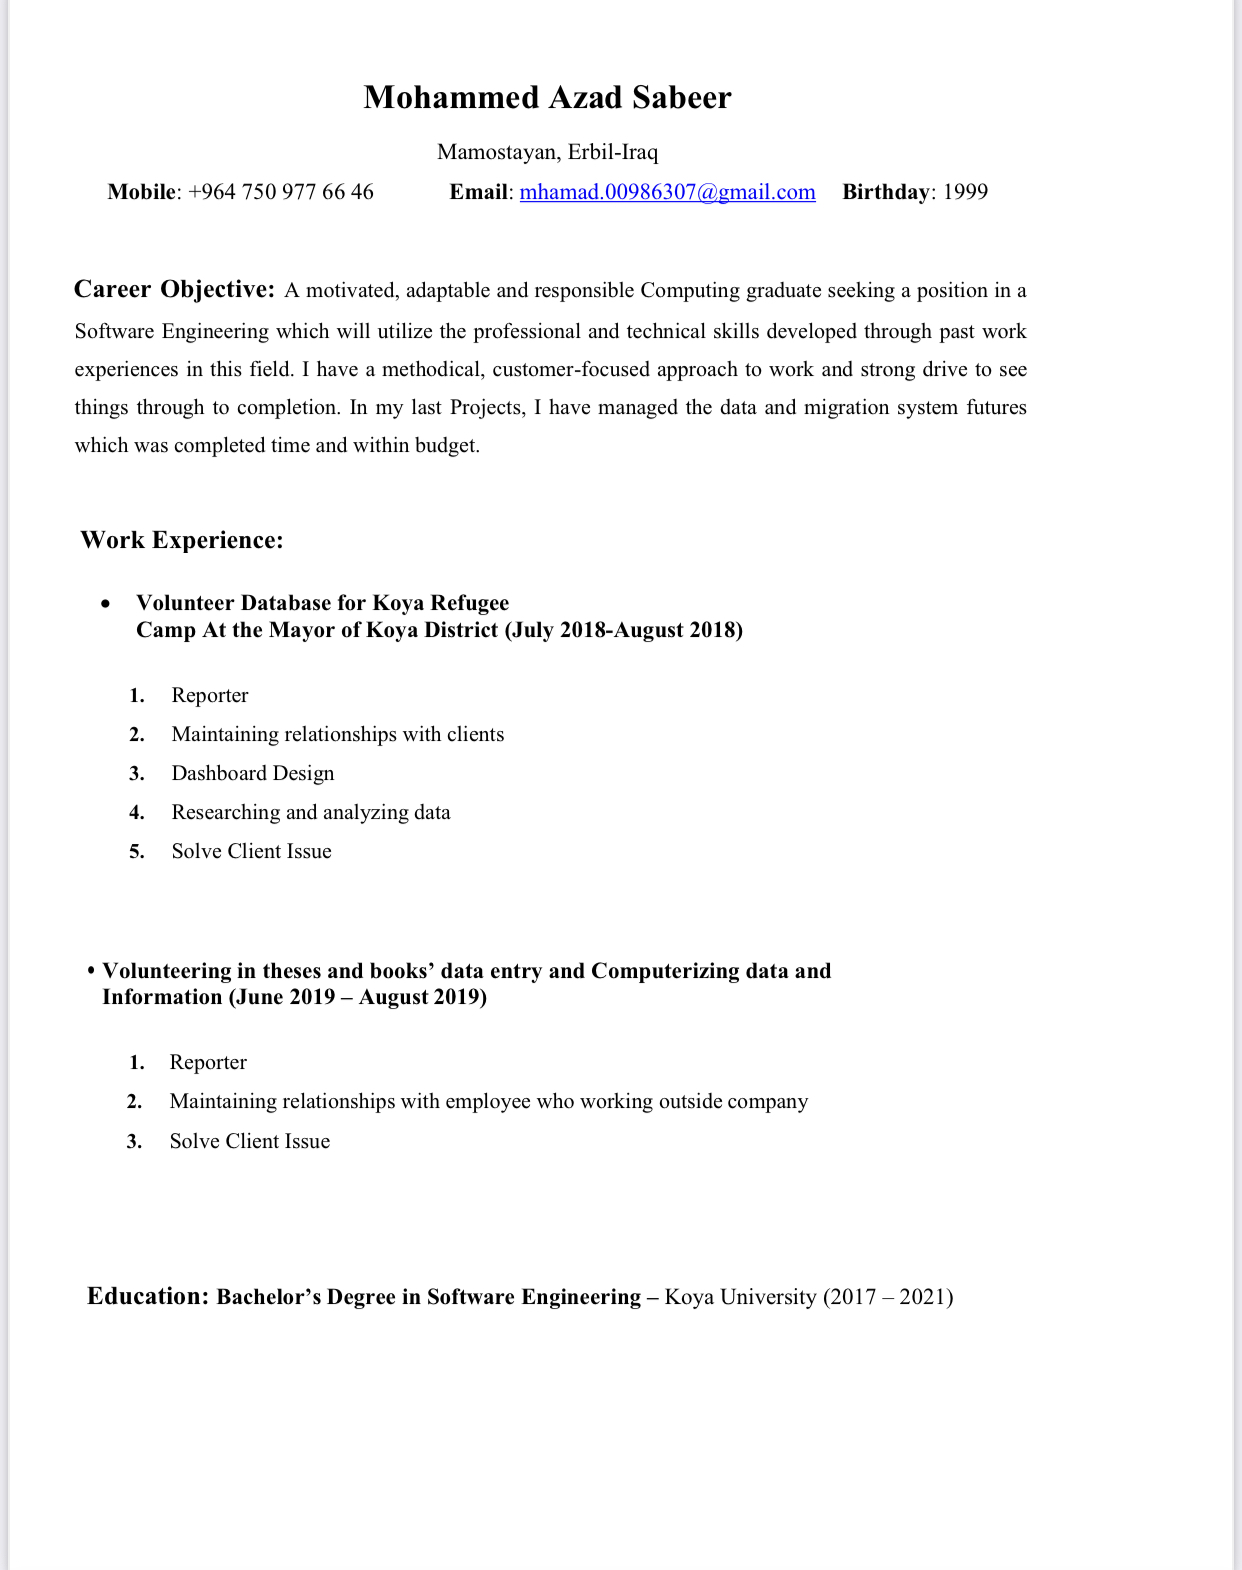 Mohammed Azad Sabeer
Mamostayan, Erbil-Iraq
Mobile: +964 750 977 66 46 Email: mhamad.00986307@gmail.com Birthday: 1999
Career Objective: A motivated, adaptable and responsible Computing graduate seeking a position in a
Software Engineering which will utilize the professional and technical skills developed through past work
experiences in this field. I have a methodical, customer-focused approach to work and strong drive to see
things through to completion. In my last Projects, I have managed the data and migration system futures
which was completed time and within budget.
Work Experience:
• Volunteer Database for Koya Refugee
Camp At the Mayor of Koya District (July 2018-August 2018)
1. Reporter
2. Maintaining relationships with clients
3. Dashboard Design
4. Researching and analyzing data
5. Solve Client Issue
• Volunteering in theses and books’ data entry and Computerizing data and
Information (June 2019 – August 2019)
1. Reporter
2. Maintaining relationships with employee who working outside company
3. Solve Client Issue
Education: Bachelor’s Degree in Software Engineering – Koya University (2017 – 2021)